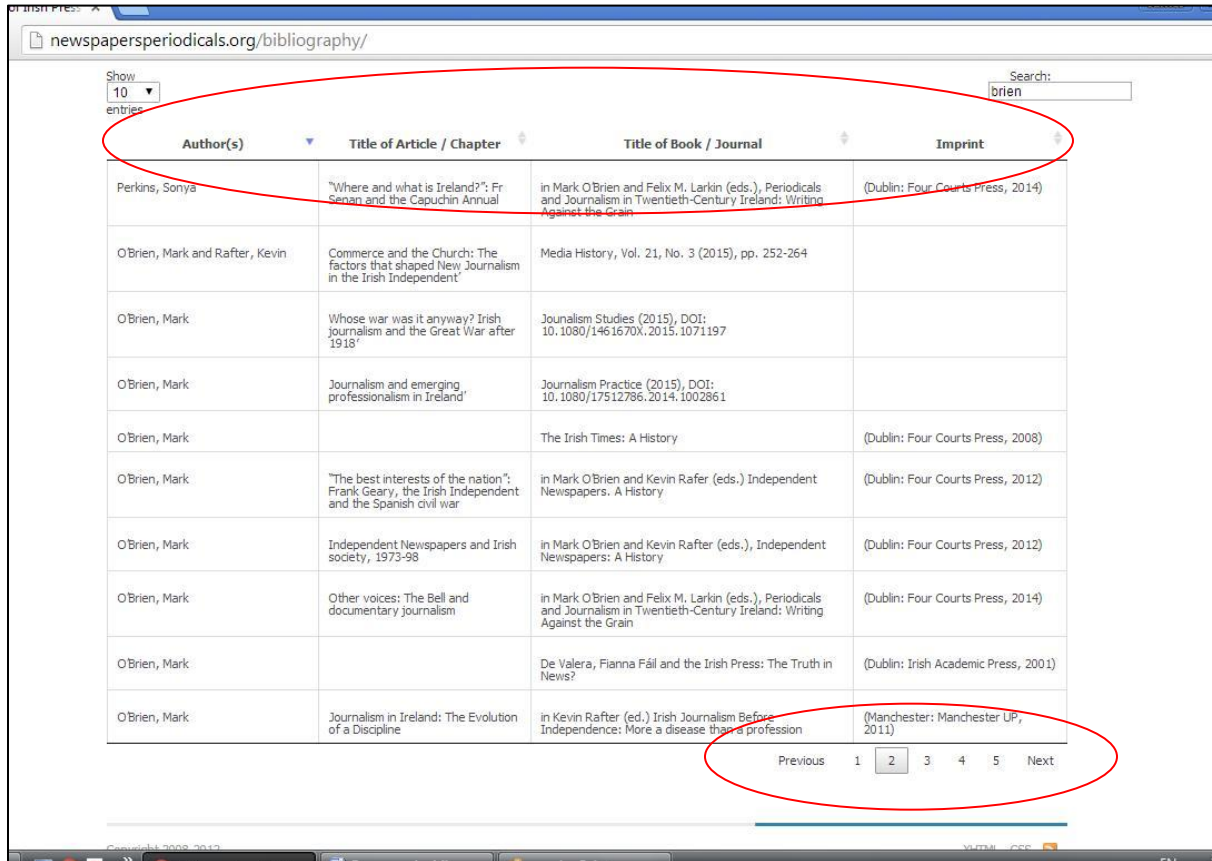 of Irish Press ×
newspapersperiodicals.org/bibliography/
Show
10
entries
Search:
brien
Author(s) Title of Article / Chapter Title of Book / Journal Imprint
Perkins, Sonya
"Where and what is Ireland?": Fr
Senan and the Capuchin Annual
in Mark O'Brien and Felix M. Larkin (eds.), Periodicals
and Journalism in Twentieth-Century Ireland: Writing
Against the Grain
(Dublin: Four Courts Press, 2014)
O'Brien, Mark and Rafter, Kevin
Commerce and the Church: The
factors that shaped New Journalism
in the Irish Independent'
Media History, Vol. 21, No. 3 (2015), pp. 252-264
O'Brien, Mark
Whose war was it anyway? Irish
journalism and the Great War after
1918'
Jounalism Studies (2015), DOI:
10.1080/1461670X.2015.1071197
O'Brien, Mark
Journalism and emerging
professionalism in Ireland'
Journalism Practice (2015), DOI:
10.1080/17512786.2014.1002861
O'Brien, Mark
The Irish Times: A History
(Dublin: Four Courts Press, 2008)
O'Brien, Mark
"The best interests of the nation":
Frank Geary, the Irish Independent
and the Spanish civil war
in Mark O'Brien and Kevin Rafer (eds.) Independent
Newspapers. A History
(Dublin: Four Courts Press, 2012)
O'Brien, Mark
Independent Newspapers and Irish
society, 1973-98
in Mark O'Brien and Kevin Rafter (eds.), Independent
Newspapers: A History
(Dublin: Four Courts Press, 2012)
O'Brien, Mark
Other voices: The Bell and
documentary journalism
in Mark O'Brien and Felix M. Larkin (eds.), Periodicals
and Journalism in Twentieth-Century Ireland: Writing
Against the Grain
(Dublin: Four Courts Press, 2014)
O'Brien, Mark
De Valera, Fianna Fáil and the Irish Press: The Truth in
News?
(Dublin: Irish Academic Press, 2001)
O'Brien, Mark
Journalism in Ireland: The Evolution
of a Discipline
in Kevin Rafter (ed.) Irish Journalism Before
Independence: More a disease than a profession
(Manchester: Manchester UP,
2011)
Previous 1 2 3 4 5 Next
Copyright 2008-2012
XHTML CSS
EN